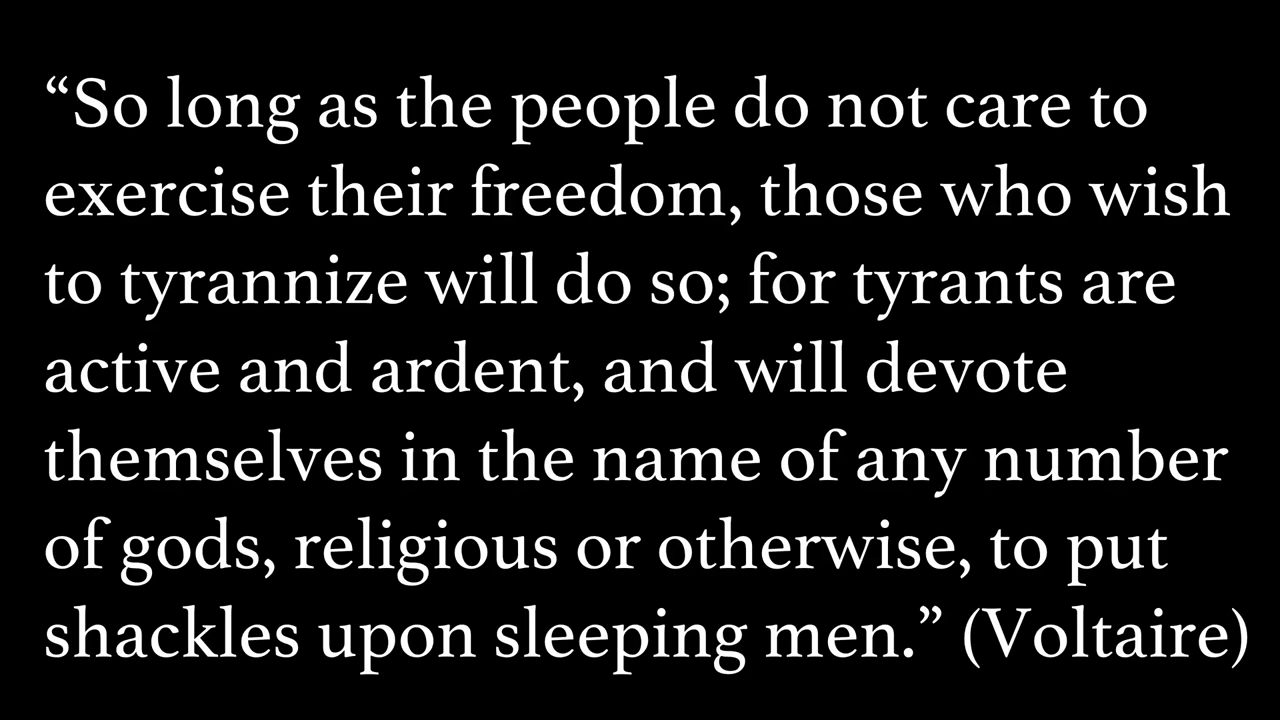 “So long as the people do not care to
exercise their freedom, those who wish
to tyrannize will do so; for tyrants are
active and ardent, and will devote
themselves in the name of any number
of gods, religious or otherwise, to put
shackles upon sleeping men.” (Voltaire)